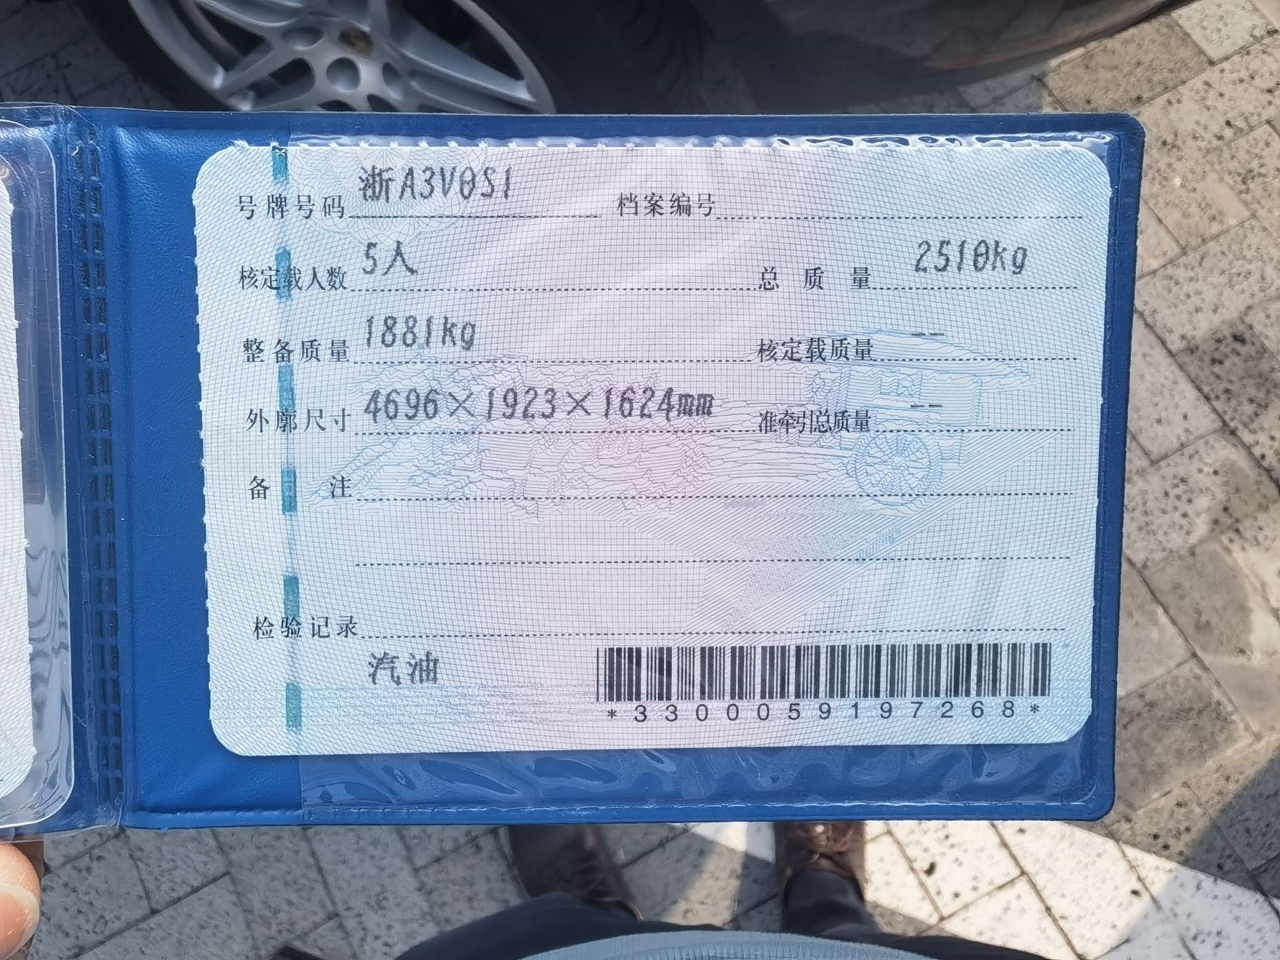 号牌号码 浙A3V0S1 档案编号
核定载人数 5人 总质量 2510kg
整备质量 1881kg 核定载质量 --
外廓尺寸 4696×1923×1624mm 准牵引总质量 --
备注
检验记录
汽油
*3300059197268*